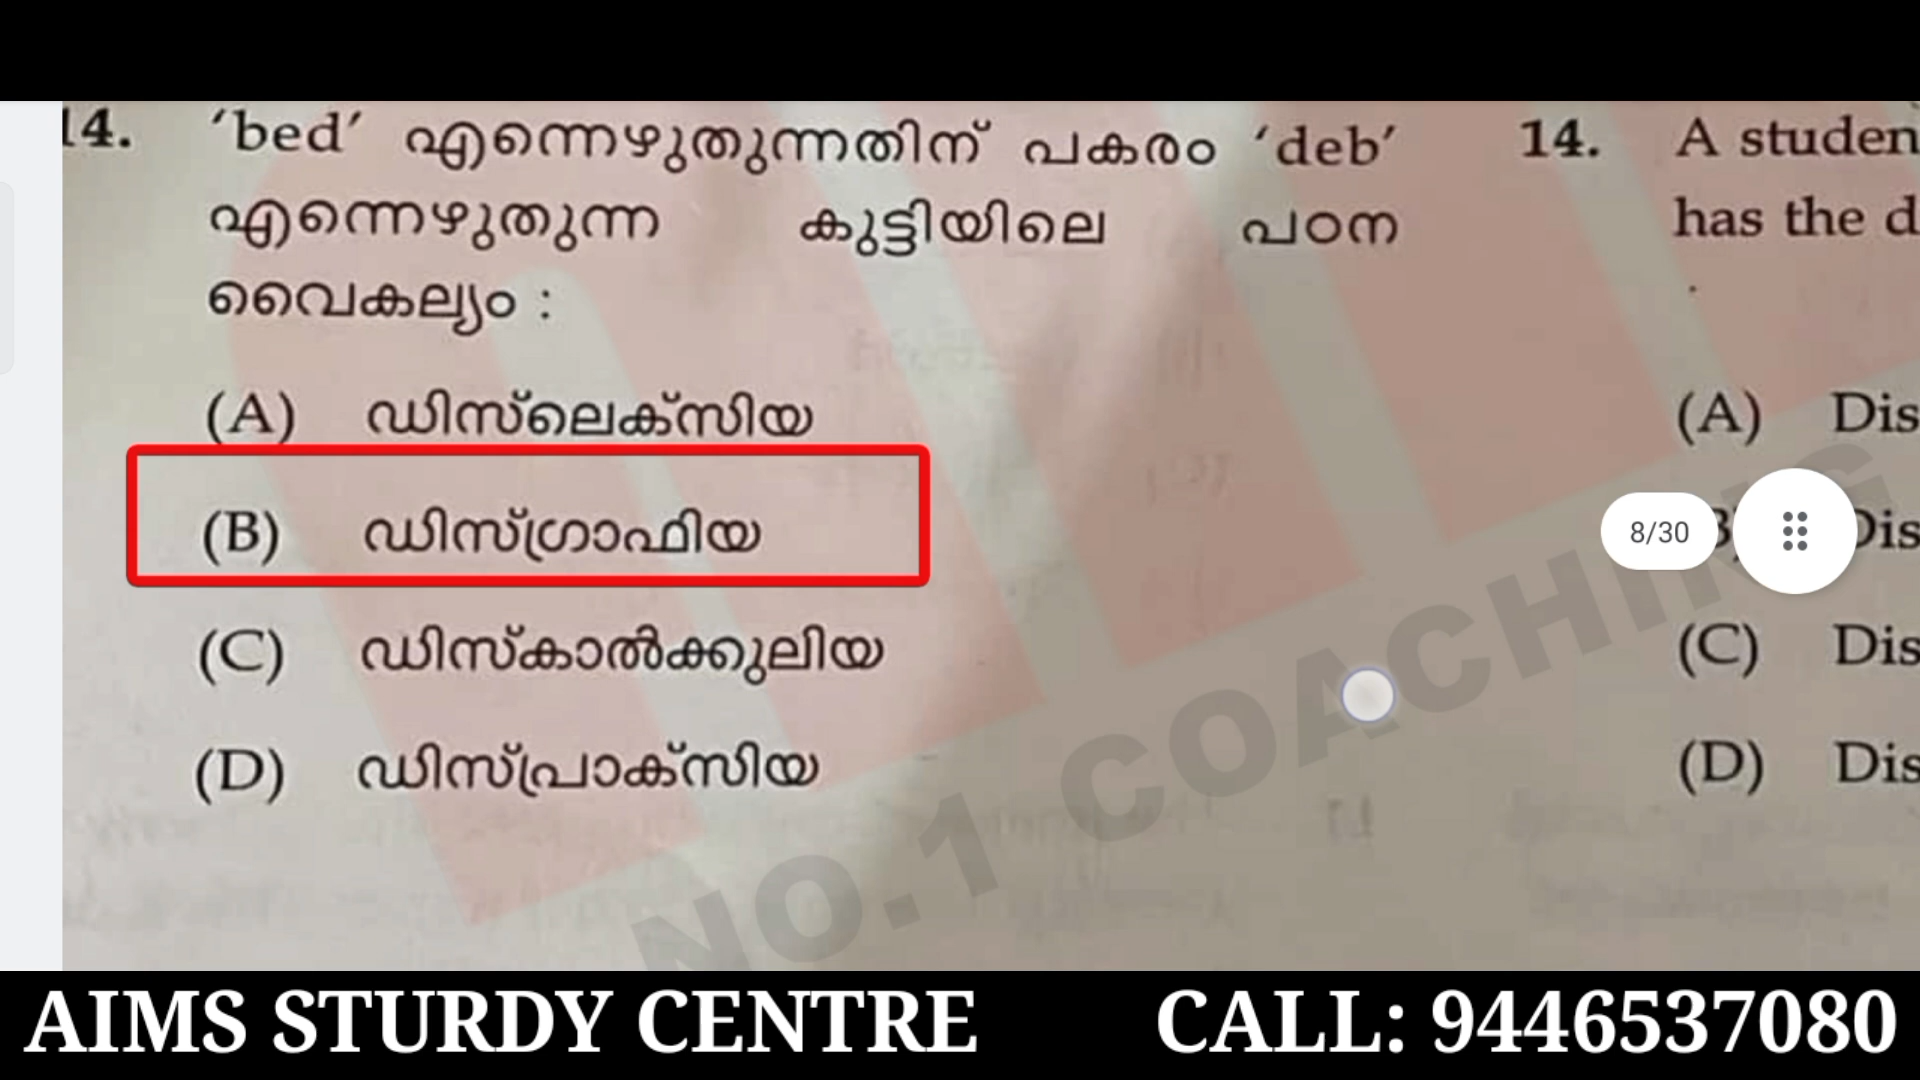 14. ‘bed’ എന്നെഴുതുന്നതിന് പകരം ‘deb’
എന്നെഴുതുന്ന കുട്ടിയിലെ പഠന
വൈകല്യം :
(A) ഡിസ്‌ലെക്സിയ
(B) ഡിസ്ഗ്രാഫിയ
(C) ഡിസ്കാൽക്കുലിയ
(D) ഡിസ്പ്രാക്സിയ
14. A studen
has the d
(A) Dis
B) Dis
(C) Dis
(D) Dis
8/30
NO.1 COACHING
AIMS STURDY CENTRE CALL: 9446537080